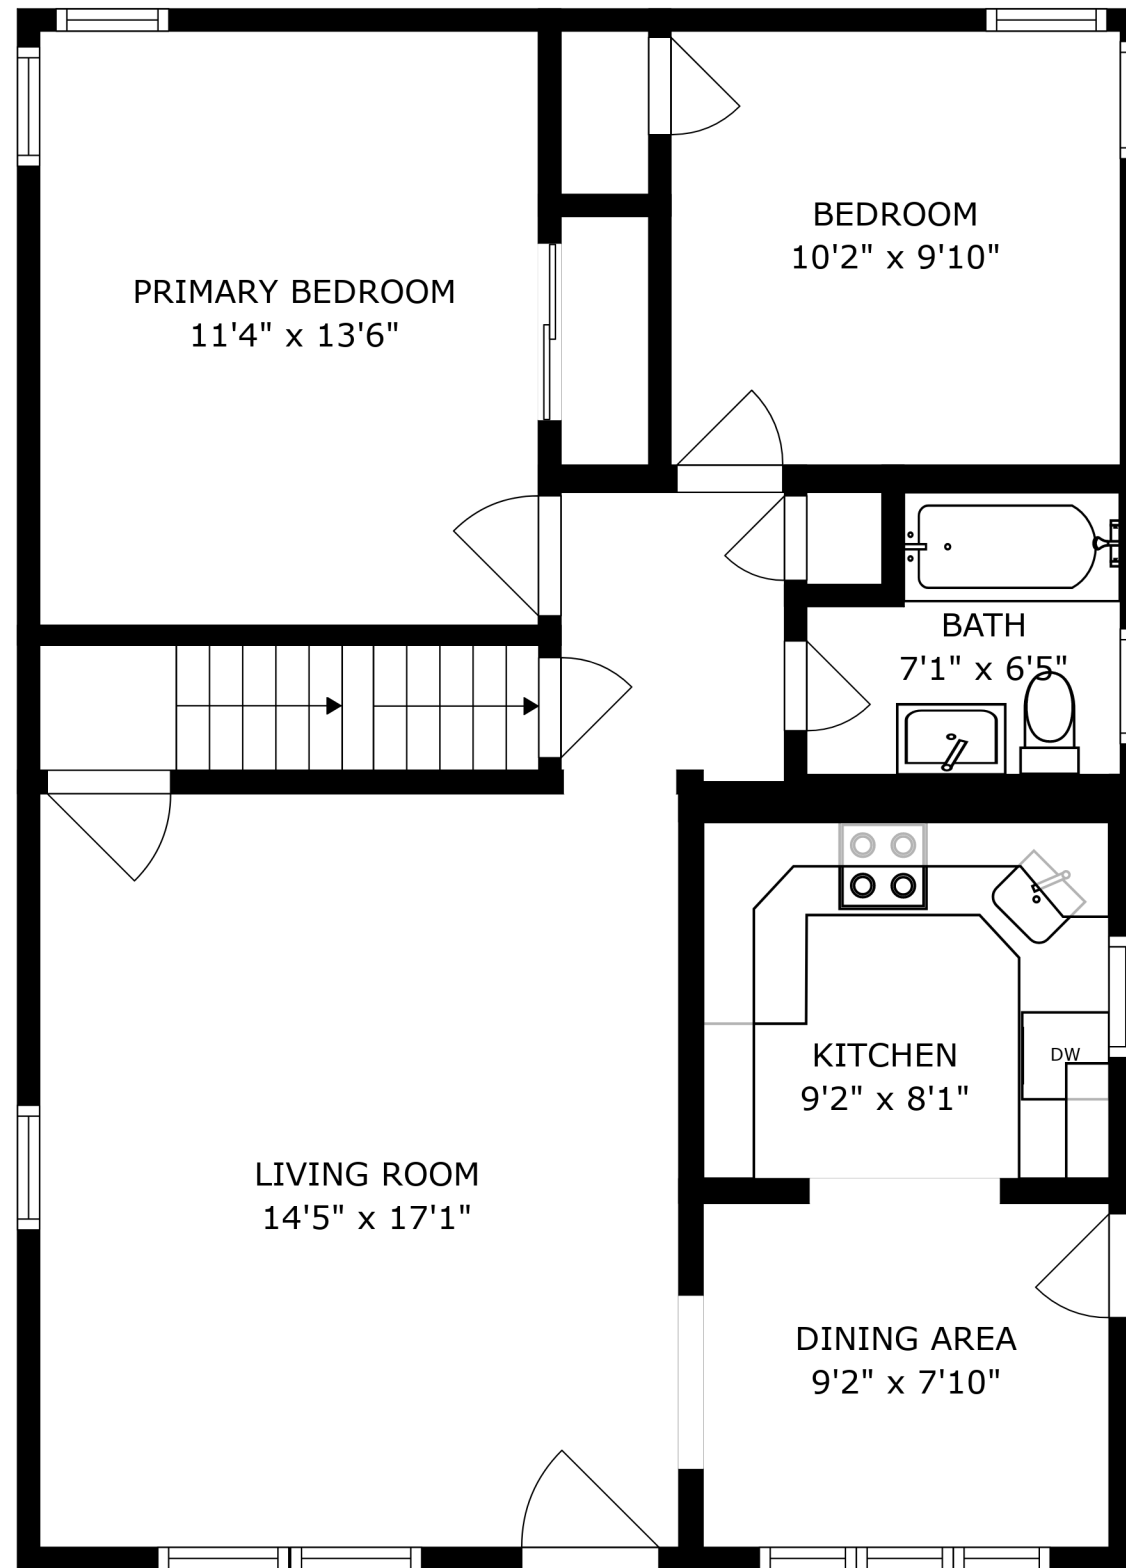 BEDROOM
10'2" x 9'10"
PRIMARY BEDROOM
11'4" x 13'6"
BATH
7'1" x 6'5"
KITCHEN
9'2" x 8'1"
DW
LIVING ROOM
14'5" x 17'1"
DINING AREA
9'2" x 7'10"